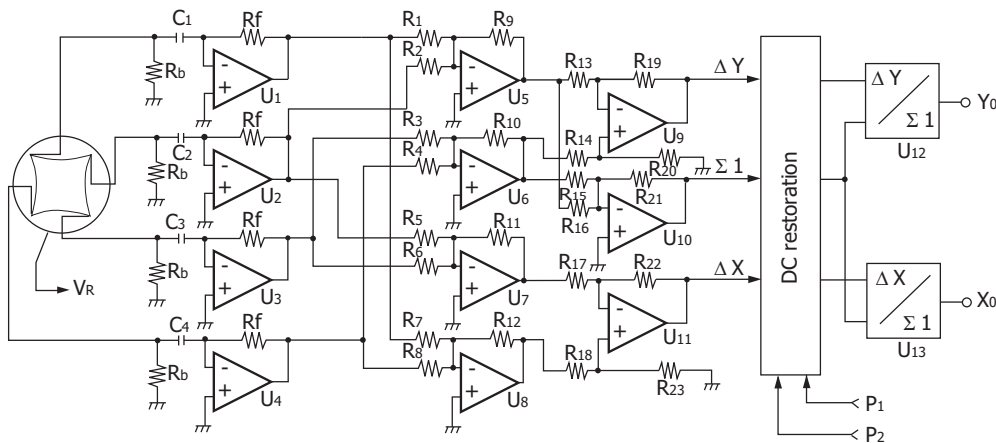 C1 Rf R1 R9
Rb
U1
R2
U5
R13 R19 ΔY
U9
ΔY
Σ1
U12
Y0
C2 Rf
Rb
U2
R3 R10
R4
U6
R14
R20
R15
R16
R21
Σ1
U10
DC restoration
C3 Rf
Rb
U3
R5 R11
R6
U7
R17 R22 ΔX
U11
ΔX
Σ1
U13
X0
VR
C4 Rf
Rb
U4
R7 R12
R8
U8
R18
R23
P1
P2